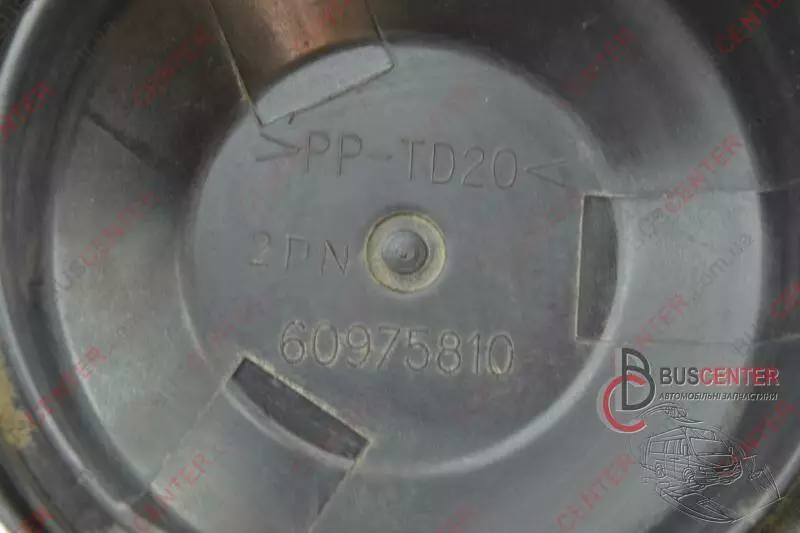 >PP-TD20<
2PN
60975810
BUSCENTER
АВТОМОБІЛЬНІ ЗАПЧАСТИНИ